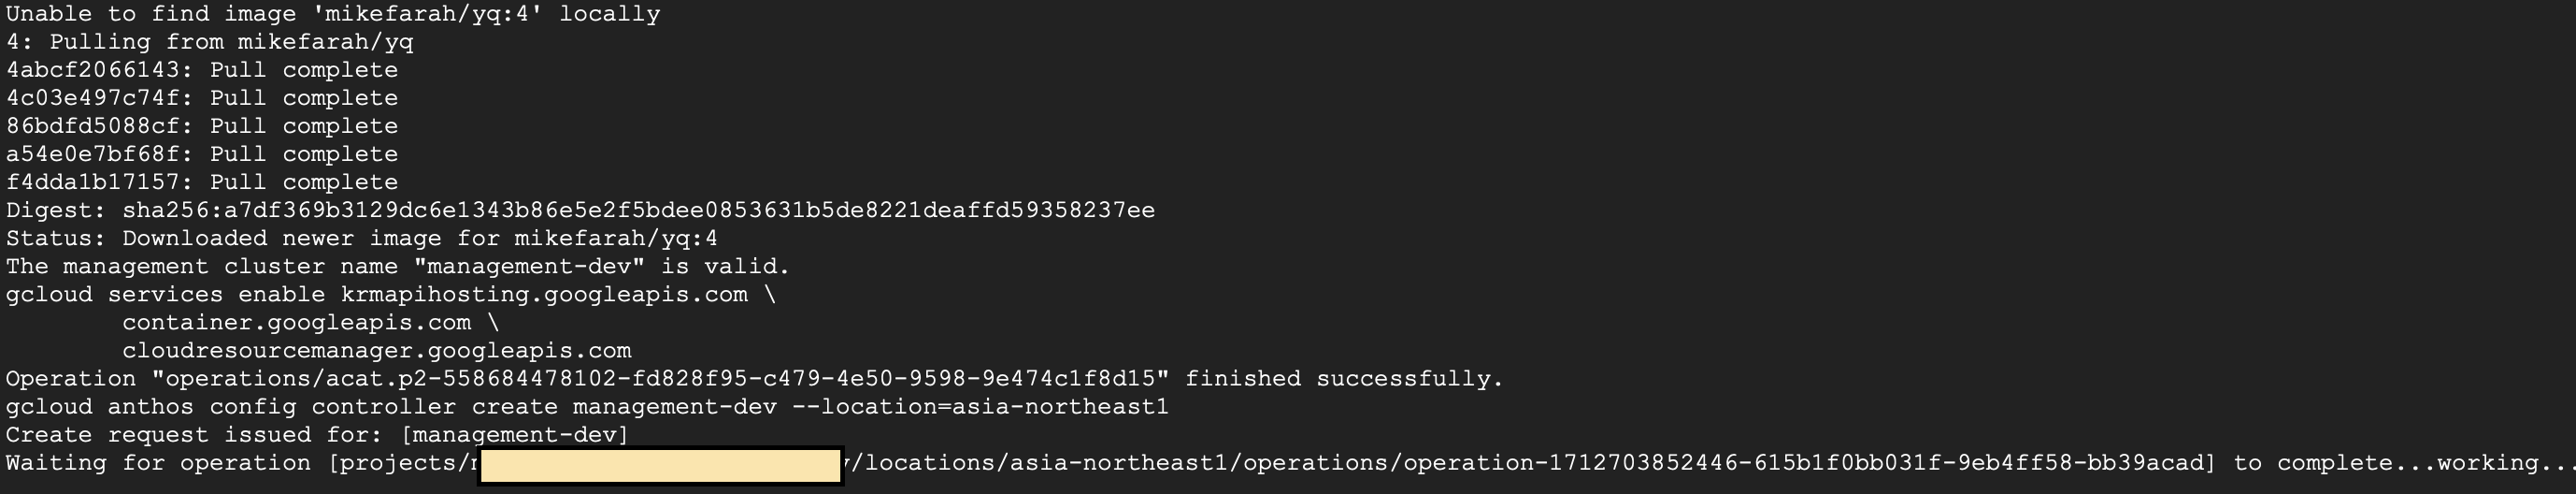 Unable to find image 'mikefarah/yq:4' locally
4: Pulling from mikefarah/yq
4abcf2066143: Pull complete
4c03e497c74f: Pull complete
86bdfd5088cf: Pull complete
a54e0e7bf68f: Pull complete
f4dda1b17157: Pull complete
Digest: sha256:a7df369b3129dc6e1343b86e5e2f5bdee0853631b5de8221deaffd59358237ee
Status: Downloaded newer image for mikefarah/yq:4
The management cluster name "management-dev" is valid.
gcloud services enable krmapihosting.googleapis.com \
container.googleapis.com \
cloudresourcemanager.googleapis.com
Operation "operations/acat.p2-558684478102-fd828f95-c479-4e50-9598-9e474c1f8d15" finished successfully.
gcloud anthos config controller create management-dev --location=asia-northeast1
Create request issued for: [management-dev]
Waiting for operation [projects/ /locations/asia-northeast1/operations/operation-1712703852446-615b1f0bb031f-9eb4ff58-bb39acad] to complete...working...